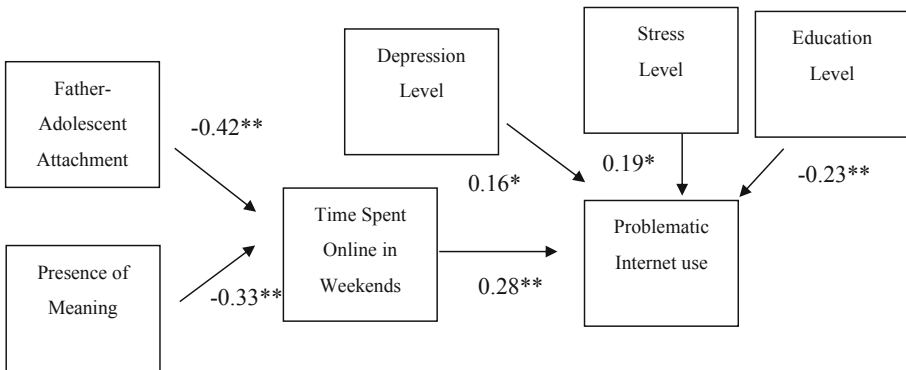 Father-
Adolescent
Attachment
-0.42**
Depression
Level
Stress
Level
Education
Level
0.16*
0.19*
-0.23**
Presence of
Meaning
-0.33**
Time Spent
Online in
Weekends
0.28**
Problematic
Internet use